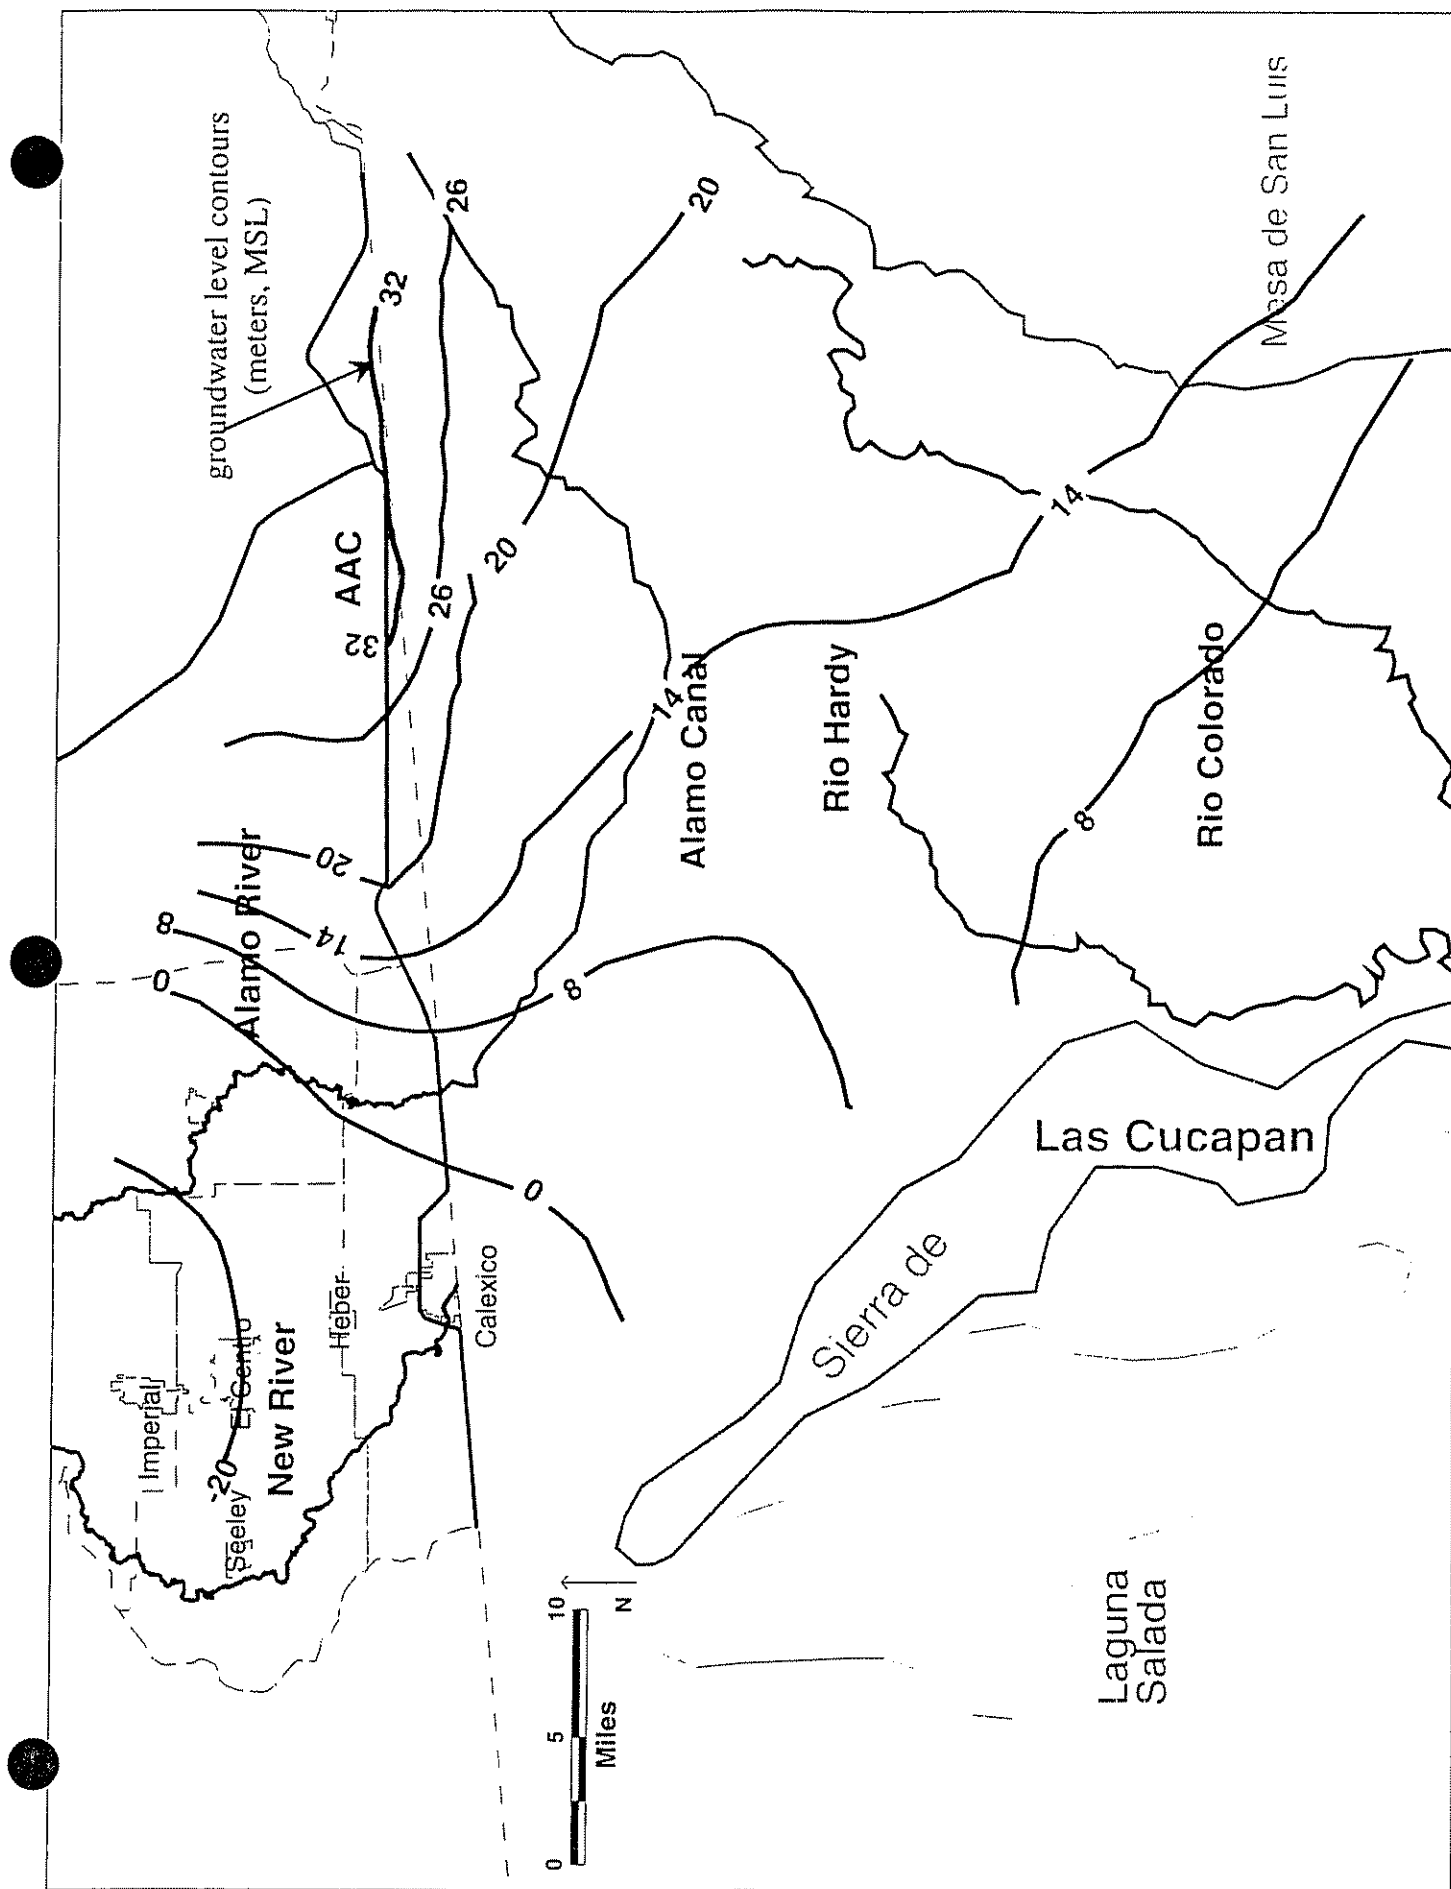 groundwater level contours
(meters, MSL)
32
26
20
AAC
32
26
20
Alamo River
20
14
8
0
14
Alamo Canal
Rio Hardy
Rio Colorado
Mesa de San Luis
14
8
8
0
Imperial
El Centro
Heber
Calexico
-20
Seeley
New River
Sierra de
Las Cucapan
Laguna
Salada
0 5 10
Miles
N